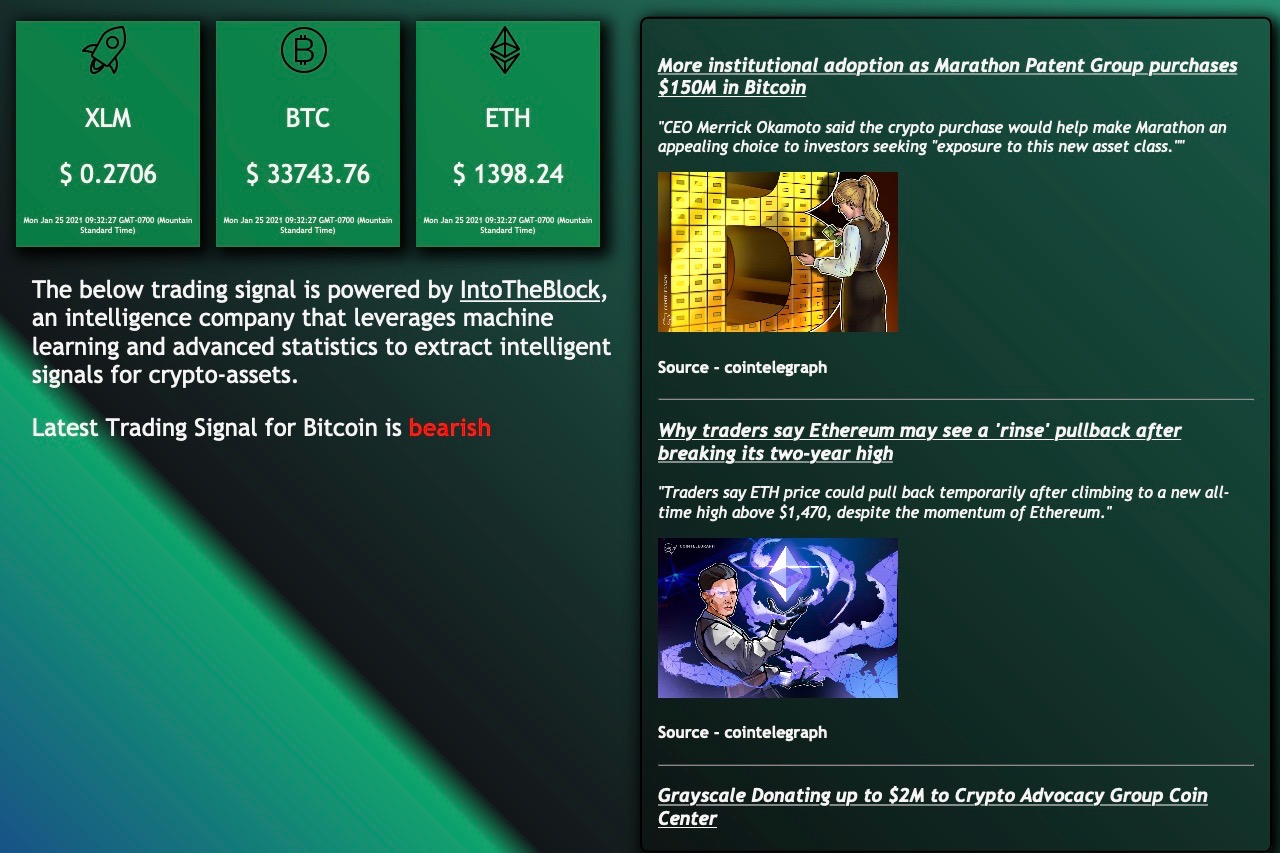 XLM
$ 0.2706
Mon Jan 25 2021 09:32:27 GMT-0700 (Mountain
Standard Time)
BTC
$ 33743.76
Mon Jan 25 2021 09:32:27 GMT-0700 (Mountain
Standard Time)
ETH
$ 1398.24
Mon Jan 25 2021 09:32:27 GMT-0700 (Mountain
Standard Time)
The below trading signal is powered by IntoTheBlock,
an intelligence company that leverages machine
learning and advanced statistics to extract intelligent
signals for crypto-assets.
Latest Trading Signal for Bitcoin is bearish
More institutional adoption as Marathon Patent Group purchases
$150M in Bitcoin
"CEO Merrick Okamoto said the crypto purchase would help make Marathon an
appealing choice to investors seeking "exposure to this new asset class.""
COINTELEGRAPH
Source - cointelegraph
Why traders say Ethereum may see a 'rinse' pullback after
breaking its two-year high
"Traders say ETH price could pull back temporarily after climbing to a new all-
time high above $1,470, despite the momentum of Ethereum."
COINTELEGRAPH
Source - cointelegraph
Grayscale Donating up to $2M to Crypto Advocacy Group Coin
Center